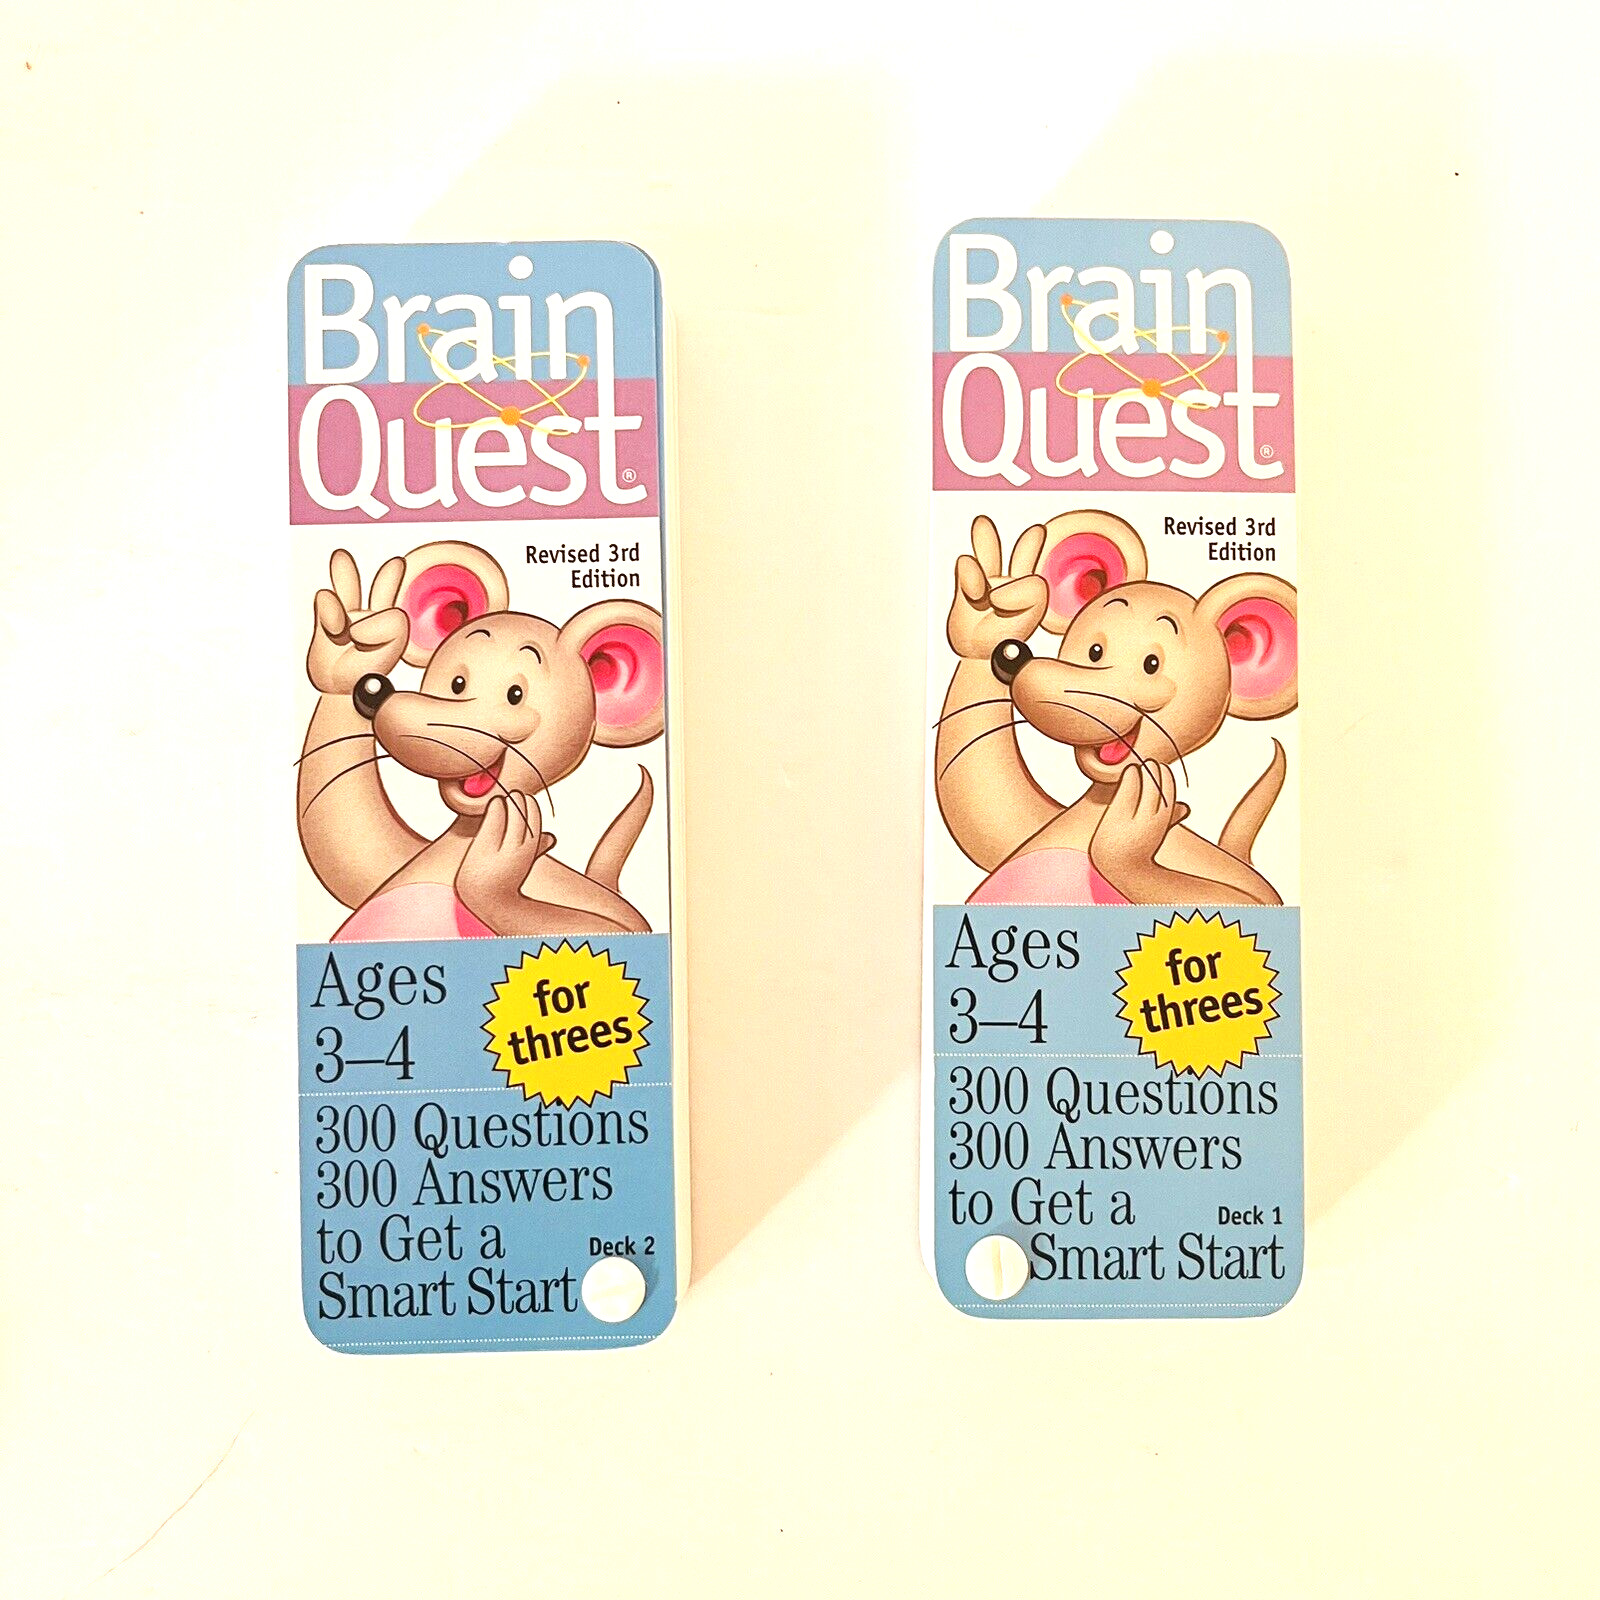 Brain
Quest®
Revised 3rd
Edition
Ages
3–4
for
threes
300 Questions
300 Answers
to Get a
Deck 2
Smart Start
Brain
Quest®
Revised 3rd
Edition
Ages
3–4
for
threes
300 Questions
300 Answers
to Get a
Deck 1
Smart Start